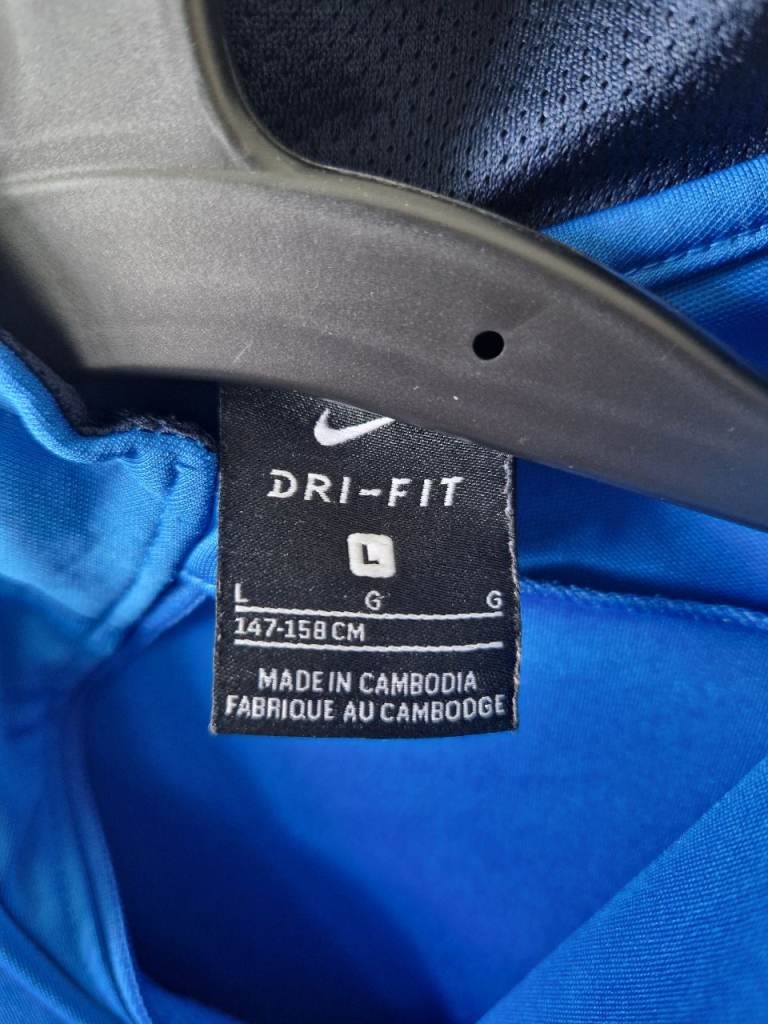 DRI-FIT
L
L G G
147-158 CM
MADE IN CAMBODIA
FABRIQUE AU CAMBODGE